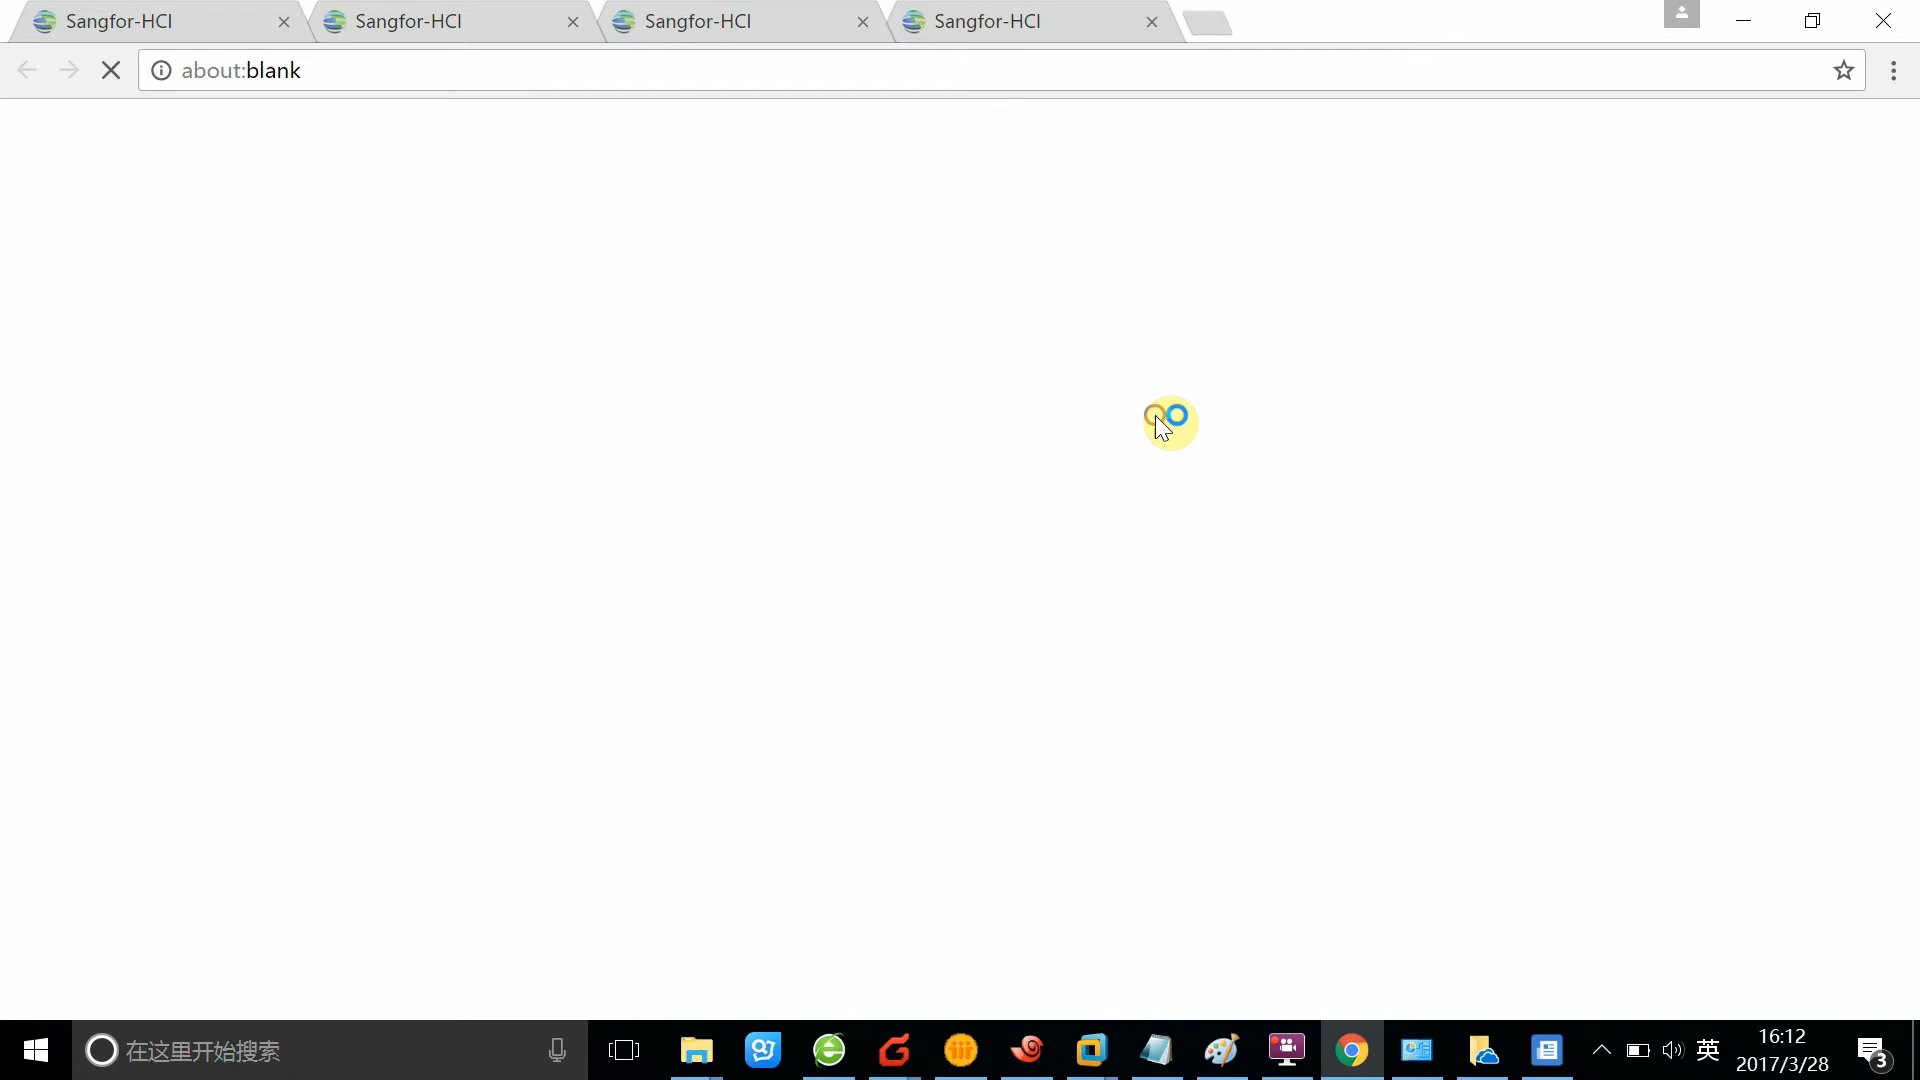 Sangfor-HCI
Sangfor-HCI
Sangfor-HCI
Sangfor-HCI
about:blank
在这里开始搜索
英
16:12
2017/3/28
3